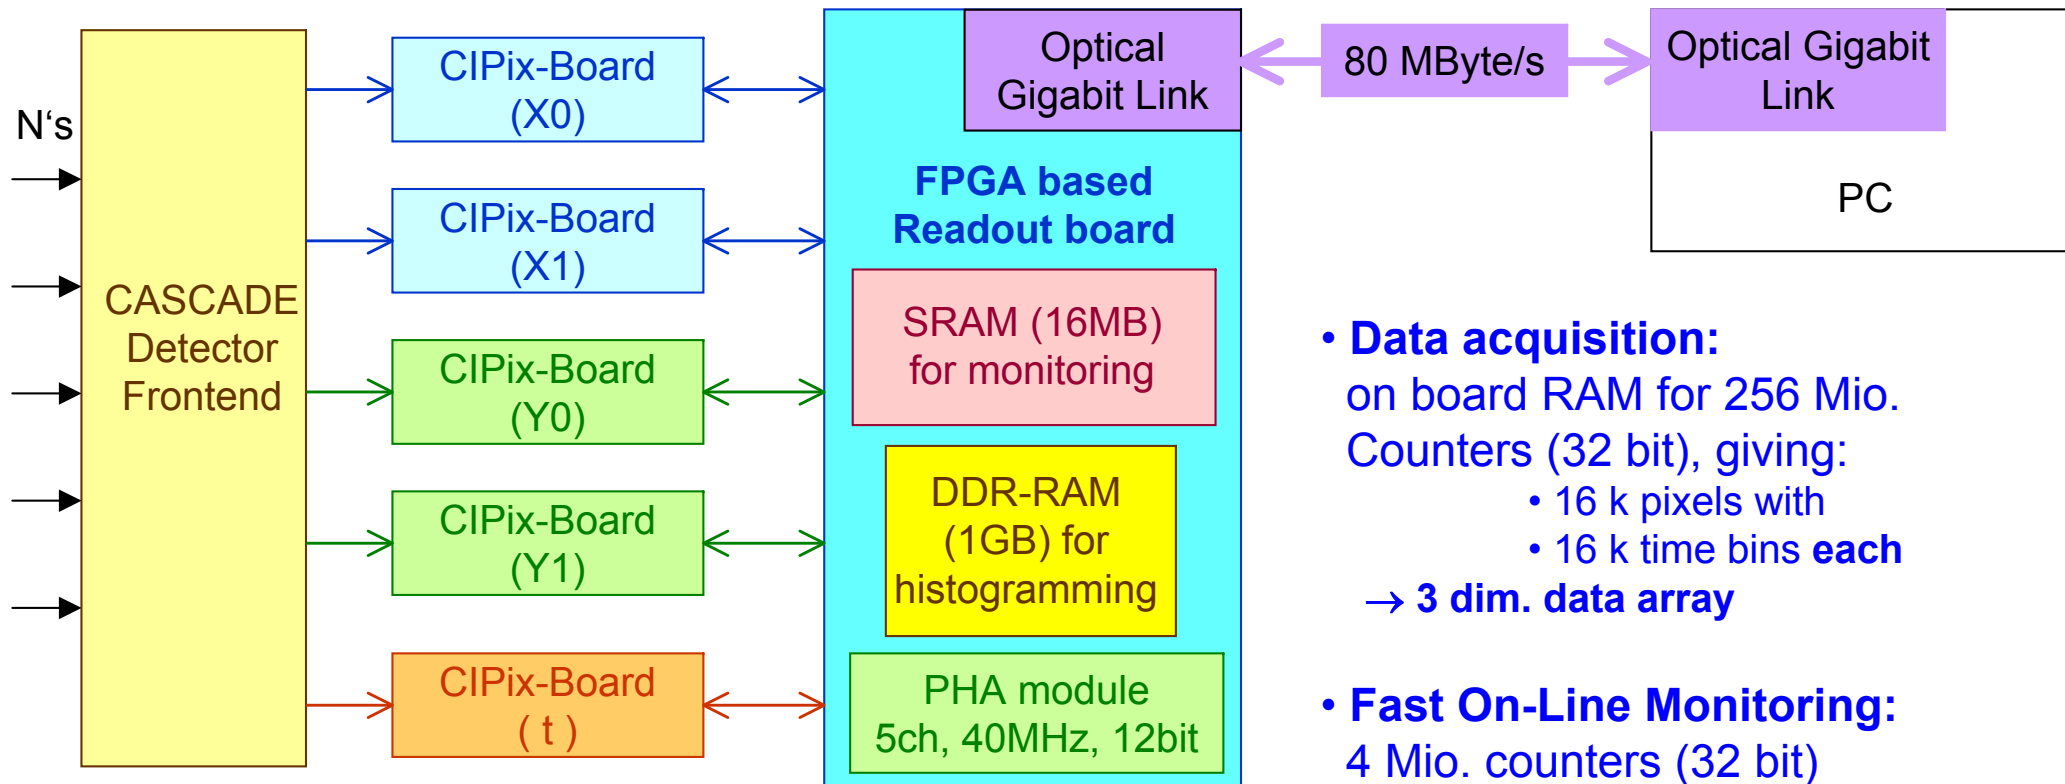 N‘s
CASCADE
Detector
Frontend
CIPix-Board
(X0)
CIPix-Board
(X1)
CIPix-Board
(Y0)
CIPix-Board
(Y1)
CIPix-Board
( t )
Optical
Gigabit Link
FPGA based
Readout board
SRAM (16MB)
for monitoring
DDR-RAM
(1GB) for
histogramming
PHA module
5ch, 40MHz, 12bit
80 MByte/s
Optical Gigabit
Link
PC
• Data acquisition:
on board RAM for 256 Mio.
Counters (32 bit), giving:
• 16 k pixels with
• 16 k time bins each
→ 3 dim. data array
• Fast On-Line Monitoring:
4 Mio. counters (32 bit)